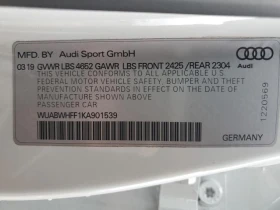 MFD. BY Audi Sport GmbH
03 19 GVWR LBS 4652 GAWR LBS FRONT 2425 / REAR 2304
THIS VEHICLE CONFORMS TO ALL APPLICABLE U.S.
FEDERAL MOTOR VEHICLE SAFETY, BUMPER AND
THEFT PREVENTION STANDARDS IN EFFECT ON
THE DATE OF MANUFACTURE SHOWN ABOVE.
PASSENGER CAR
WUABWHFF1KA901539
Audi
1220669
GERMANY